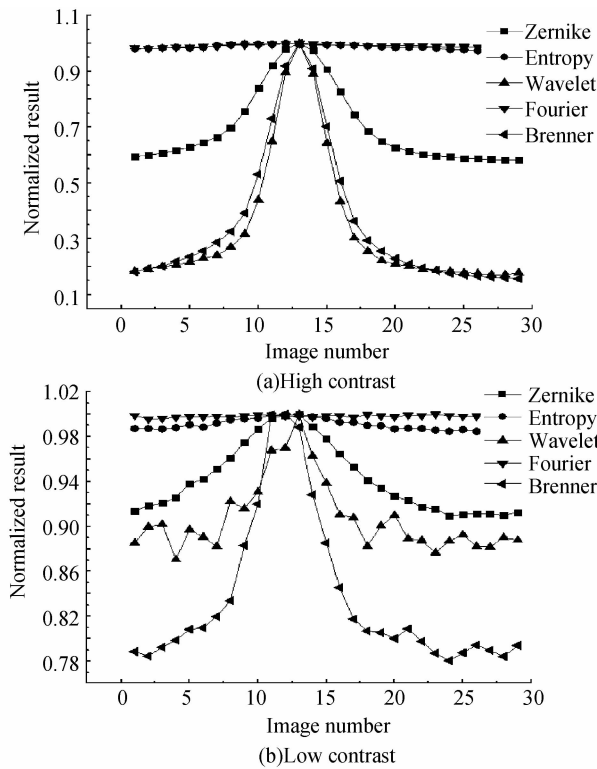 1.1
0.9
0.7
0.5
0.3
0.1
Normalized result
Zernike
Entropy
Wavelet
Fourier
Brenner
0 5 10 15 20 25 30
Image number
(a)High contrast
1.02
0.98
0.94
0.90
0.86
0.82
0.78
Normalized result
Zernike
Entropy
Wavelet
Fourier
Brenner
0 5 10 15 20 25 30
Image number
(b)Low contrast